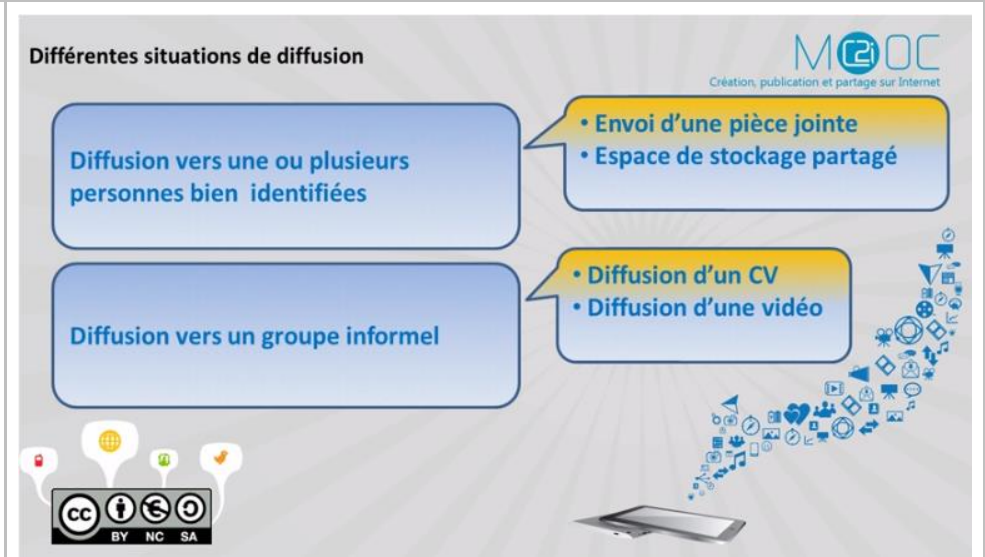 Différentes situations de diffusion
MC2iOOC
Création, publication et partage sur Internet
Diffusion vers une ou plusieurs
personnes bien identifiées
• Envoi d'une pièce jointe
• Espace de stockage partagé
Diffusion vers un groupe informel
• Diffusion d'un CV
• Diffusion d'une vidéo
cc
BY NC SA